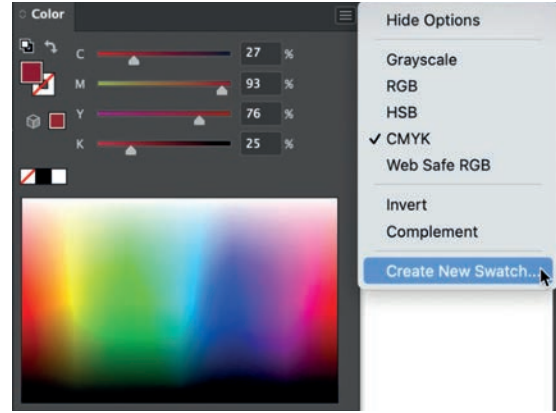 Color
C 27 %
M 93 %
Y 76 %
K 25 %
Hide Options
Grayscale
RGB
HSB
✓ CMYK
Web Safe RGB
Invert
Complement
Create New Swatch...